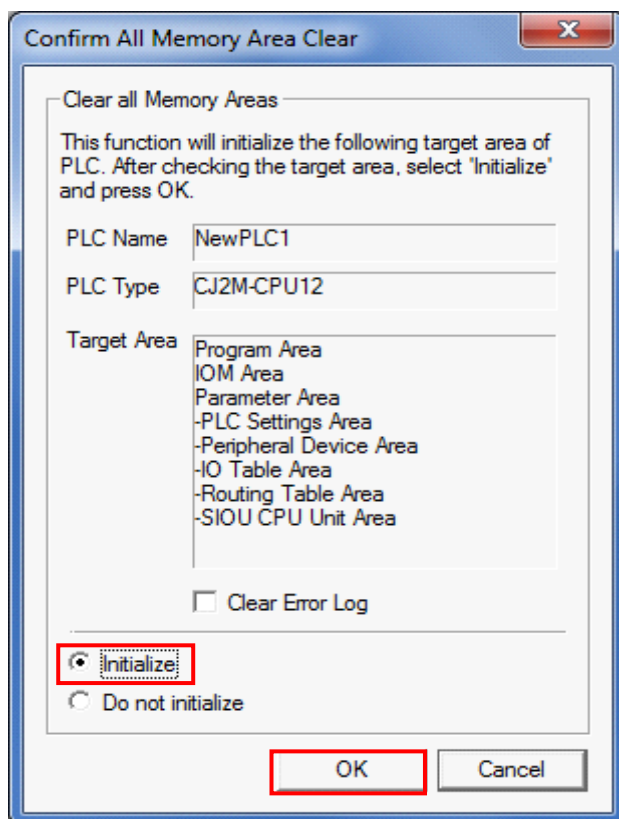 Confirm All Memory Area Clear
Clear all Memory Areas
This function will initialize the following target area of
PLC. After checking the target area, select "Initialize"
and press OK.
PLC Name NewPLC1
PLC Type CJ2M-CPU12
Target Area
Program Area
IOM Area
Parameter Area
-PLC Settings Area
-Peripheral Device Area
-IO Table Area
-Routing Table Area
-SIOU CPU Unit Area
Clear Error Log
Initialize
Do not initialize
OK Cancel